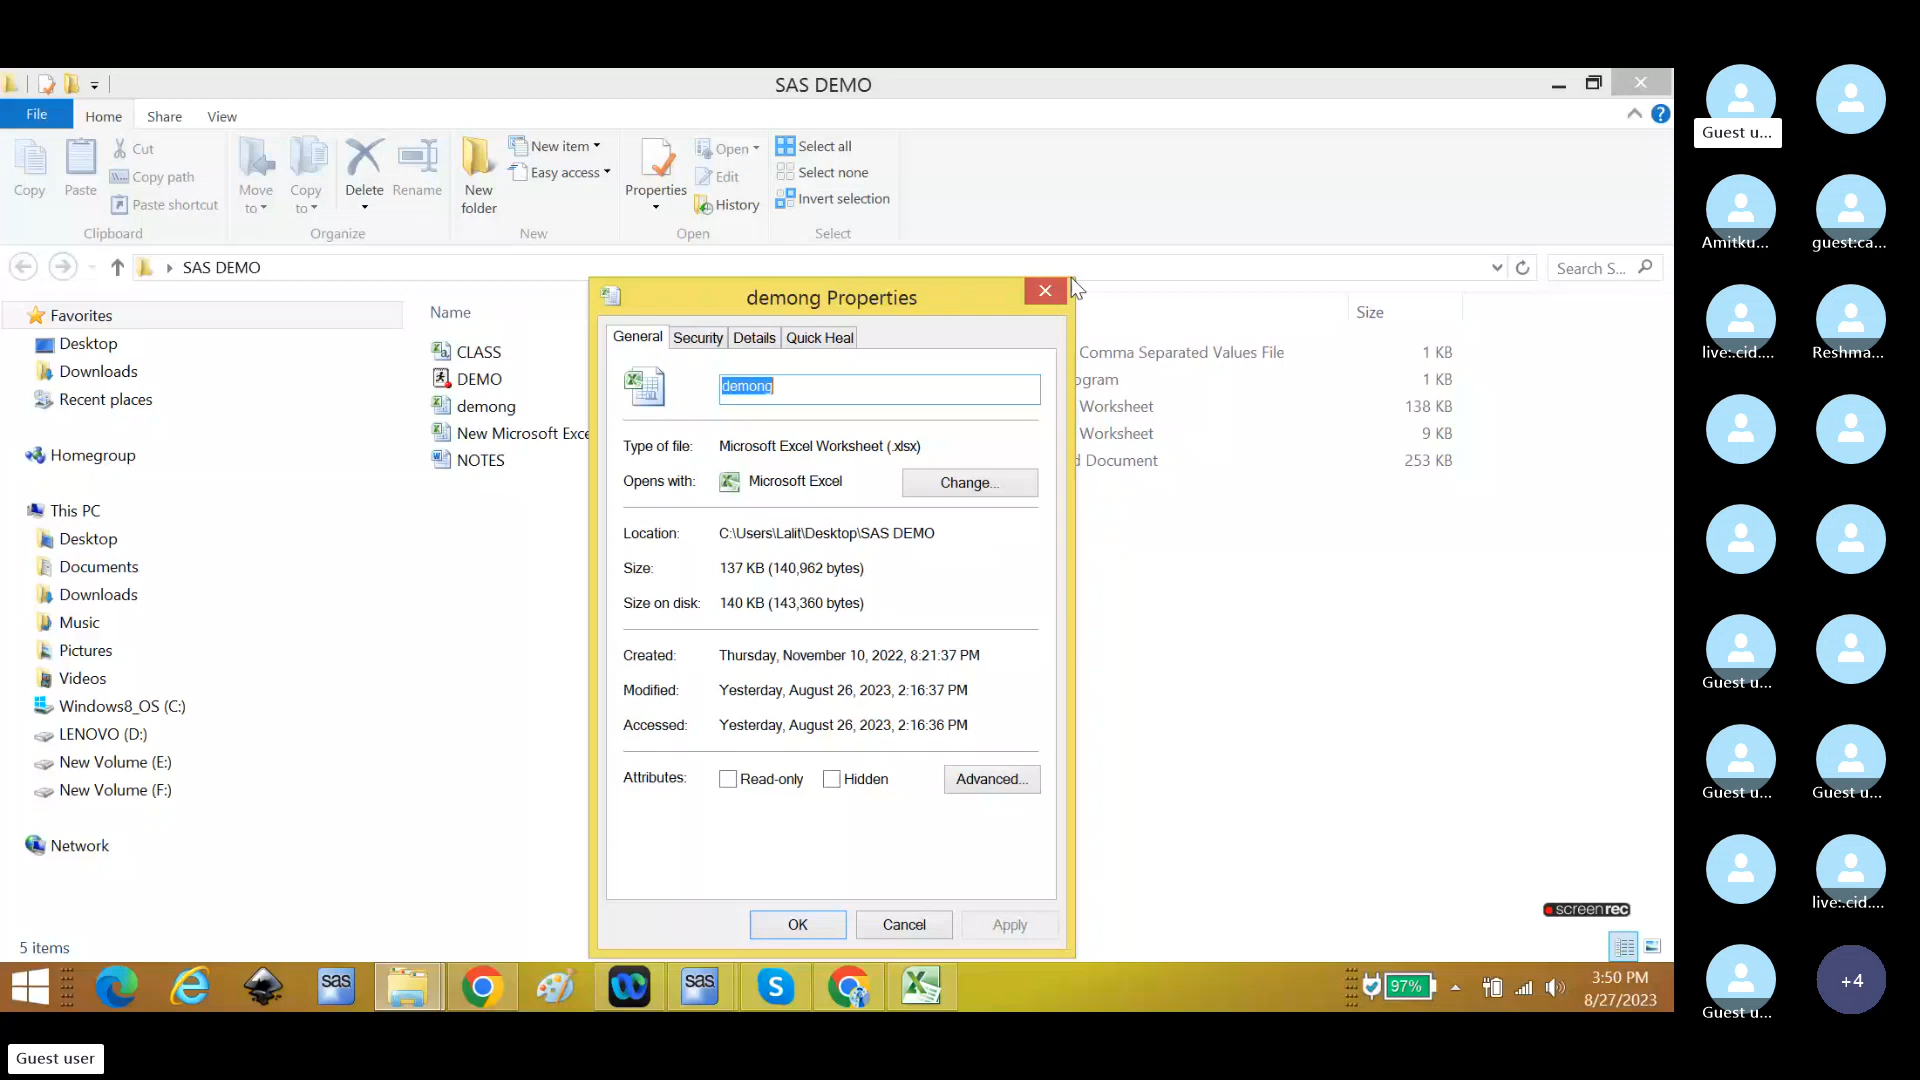 SAS DEMO
File Home Share View
Copy Paste Cut Copy path Paste shortcut
Clipboard
Move to Copy to Delete Rename
Organize
New folder New item Easy access
New
Properties Open Edit History
Open
Select all
Select none
Invert selection
Select
SAS DEMO
Search S...
Favorites
Desktop
Downloads
Recent places
Homegroup
This PC
Desktop
Documents
Downloads
Music
Pictures
Videos
Windows8_OS (C:)
LENOVO (D:)
New Volume (E:)
New Volume (F:)
Network
Name Size
CLASS Comma Separated Values File 1 KB
DEMO 1 KB
demong Worksheet 138 KB
New Microsoft Worksheet 9 KB
NOTES Document 253 KB
demong Properties
General Security Details Quick Heal
demong
Type of file: Microsoft Excel Worksheet (.xlsx)
Opens with: Microsoft Excel Change...
Location: C:\Users\Lalit\Desktop\SAS DEMO
Size: 137 KB (140,962 bytes)
Size on disk: 140 KB (143,360 bytes)
Created: Thursday, November 10, 2022, 8:21:37 PM
Modified: Yesterday, August 26, 2023, 2:16:37 PM
Accessed: Yesterday, August 26, 2023, 2:16:36 PM
Attributes: Read-only Hidden Advanced...
OK Cancel Apply
screenrec
5 items
sas sas
97%
3:50 PM
8/27/2023
Guest u...
Amitku... guest:ca...
live:.cid.... Reshma...
Guest u...
Guest u... Guest u...
live:.cid....
Guest u... +4
Guest user